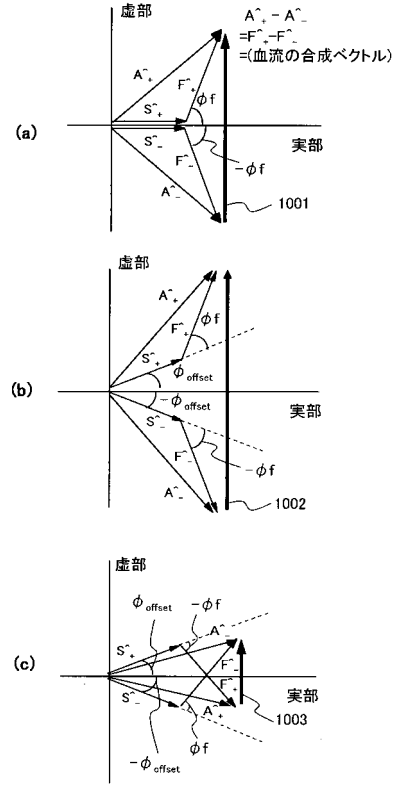 虚部
A^+ - A^-
=F^+-F^-
=(血流の合成ベクトル)
A^+
F^+
φf
S^+
(a)
S^-
実部
F^-
-φf
A^-
1001
虚部
A^+
F^+
φf
S^+
φoffset
(b)
-φoffset
実部
S^-
-φf
F^-
A^-
1002
虚部
φoffset
-φf
A^-
S^+
F^-
(c)
F^+
実部
S^-
A^+
1003
φf
-φoffset